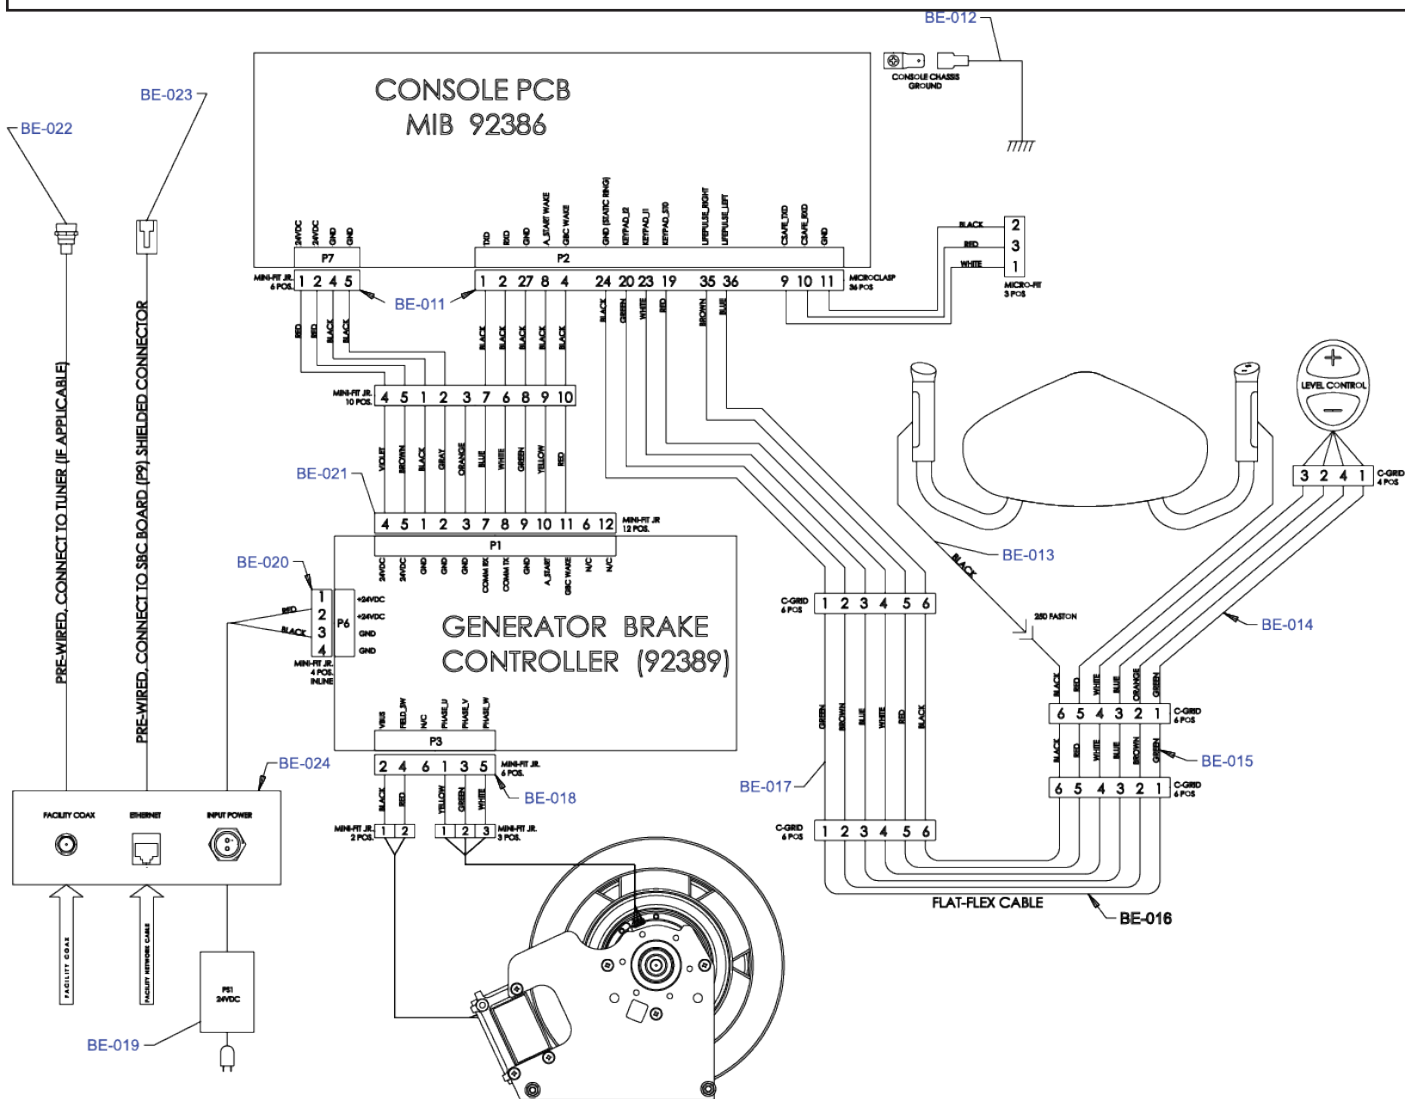 BE-012
CONSOLE CHASSIS
GROUND
CONSOLE PCB
MIB 92386
BE-023
BE-022
24VDC
24VDC
GND
GND
TXD
RXD
GND
A_START WAKE
GBC WAKE
GND (STATIC RING)
KEYPAD_I2
KEYPAD_I1
KEYPAD_ST0
LIFEPULSE_RIGHT
LIFEPULSE_LEFT
CSAFE_TXD
CSAFE_RXD
GND
P7
P2
MINI-FIT JR.
6 POS.
1 2 4 5
BE-011
1 2 27 8 4 24 20 23 19 35 36 9 10 11
MICROCLASP
36 POS
BLACK
RED
WHITE
2
3
1
MICRO-FIT
3 POS
RED
RED
BLACK
BLACK
BLACK
BLACK
BLACK
BLACK
BLACK
BLACK
GREEN
WHITE
RED
BROWN
BLUE
MINI-FIT JR.
10 POS.
4 5 1 2 3 7 6 8 9 10
VIOLET
BROWN
BLACK
GRAY
ORANGE
BLUE
WHITE
GREEN
YELLOW
RED
BE-021
4 5 1 2 3 7 8 9 10 11 6 12
MINI-FIT JR
12 POS.
P1
24VDC
24VDC
GND
GND
GND
COMM RX
COMM TX
GND
A_START
GBC WAKE
N/C
N/C
BE-020
1
2
3
4
P6
+24VDC
+24VDC
GND
GND
RED
BLACK
MINI-FIT JR.
4 POS.
INLINE
GENERATOR BRAKE
CONTROLLER (92389)
VBUS
FIELD_SW
N/C
PHASE_U
PHASE_V
PHASE_W
P3
2 4 6 1 3 5
MINI-FIT JR.
6 POS.
BE-018
BLACK
RED
YELLOW
GREEN
WHITE
MINI-FIT JR.
2 POS.
1 2
1 2 3
MINI-FIT JR.
3 POS.
PRE-WIRED, CONNECT TO TUNER (IF APPLICABLE)
PRE-WIRED, CONNECT TO SBC BOARD (P9) SHIELDED CONNECTOR
BE-024
FACILITY COAX
ETHERNET
INPUT POWER
FACILITY COAX
FACILITY NETWORK CABLE
PS1
24VDC
BE-019
+
LEVEL CONTROL
–
3 2 4 1
C-GRID
4 POS
BE-013
BLACK
250 FASTON
BE-014
C-GRID
6 POS
1 2 3 4 5 6
GREEN
BROWN
BLUE
WHITE
RED
BLACK
BE-017
C-GRID
6 POS
1 2 3 4 5 6
BLACK
RED
WHITE
BLUE
ORANGE
GREEN
6 5 4 3 2 1
C-GRID
6 POS
BLACK
RED
WHITE
BLUE
BROWN
GREEN
BE-015
6 5 4 3 2 1
C-GRID
6 POS
FLAT-FLEX CABLE
BE-016